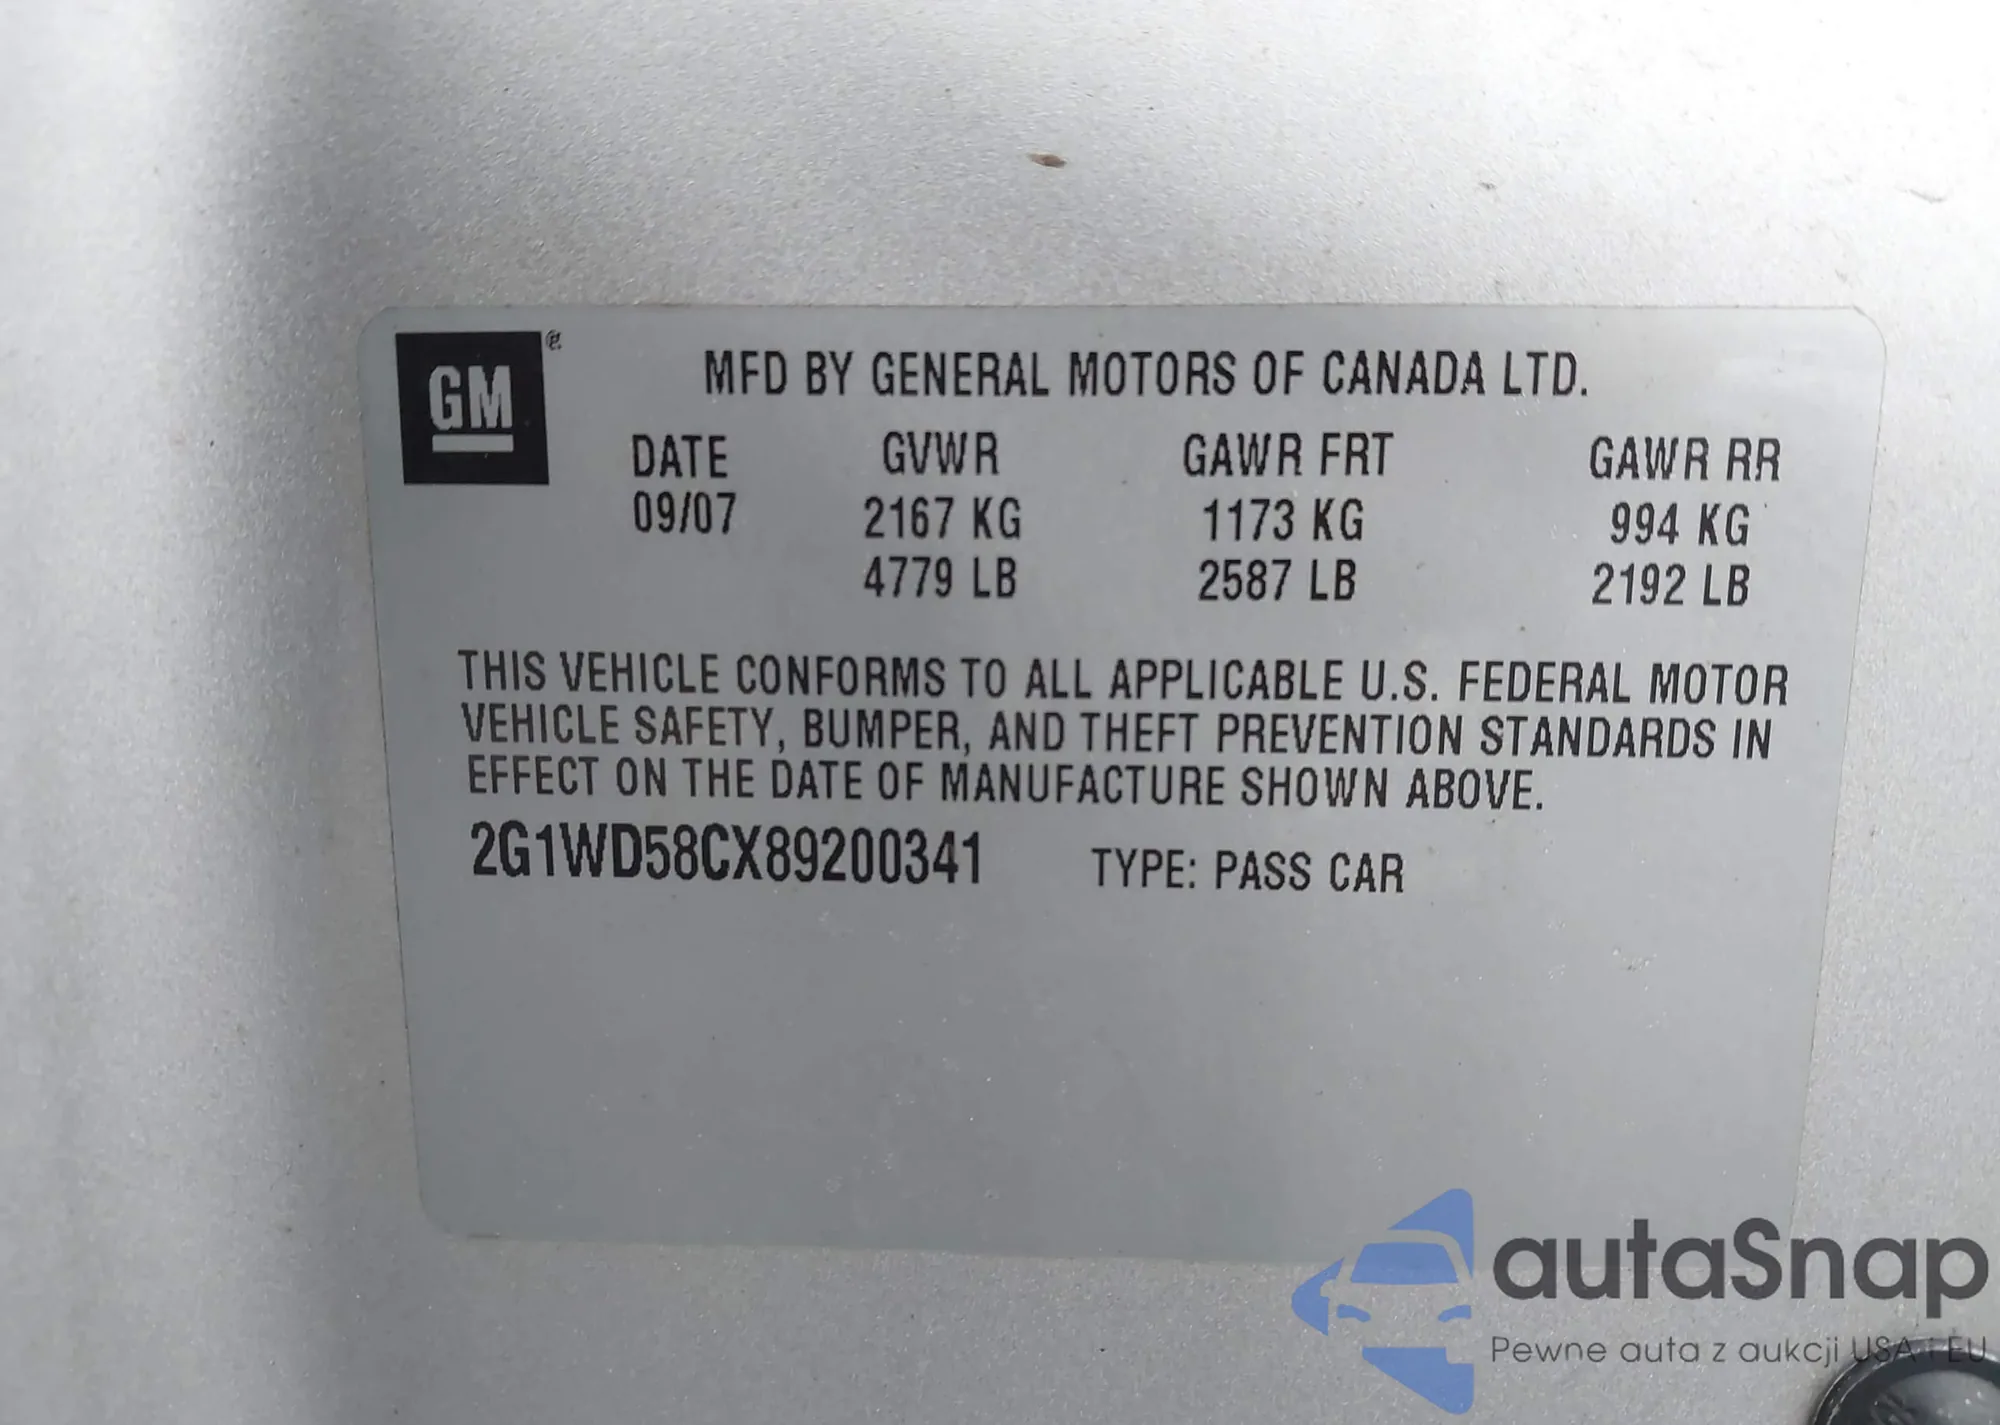 GM
MFD BY GENERAL MOTORS OF CANADA LTD.
DATE GVWR GAWR FRT GAWR RR
09/07 2167 KG 1173 KG 994 KG
4779 LB 2587 LB 2192 LB
THIS VEHICLE CONFORMS TO ALL APPLICABLE U.S. FEDERAL MOTOR
VEHICLE SAFETY, BUMPER, AND THEFT PREVENTION STANDARDS IN
EFFECT ON THE DATE OF MANUFACTURE SHOWN ABOVE.
2G1WD58CX89200341 TYPE: PASS CAR
autaSnap
Pewne auta z aukcji USA i EU